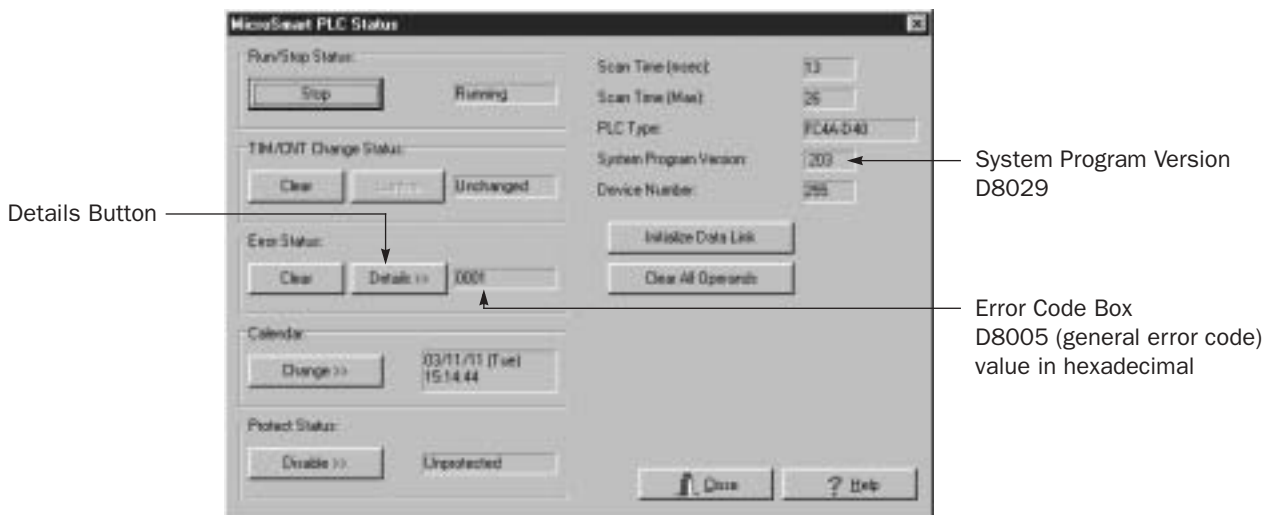 MicroSmart PLC Status
Run/Stop Status:
Stop
Running
TIM/CNT Change Status:
Clear
Confirm
Unchanged
Error Status:
Clear
Details >>
0001
Calendar:
Change >>
03/11/11 (Tue)
15:14:44
Protect Status:
Disable >>
Unprotected
Scan Time (msec):
13
Scan Time (Max):
26
PLC Type:
FC4A-D40
System Program Version:
203
Device Number:
255
Initialize Data Link
Clear All Operands
Close
? Help
Details Button
System Program Version
D8029
Error Code Box
D8005 (general error code)
value in hexadecimal